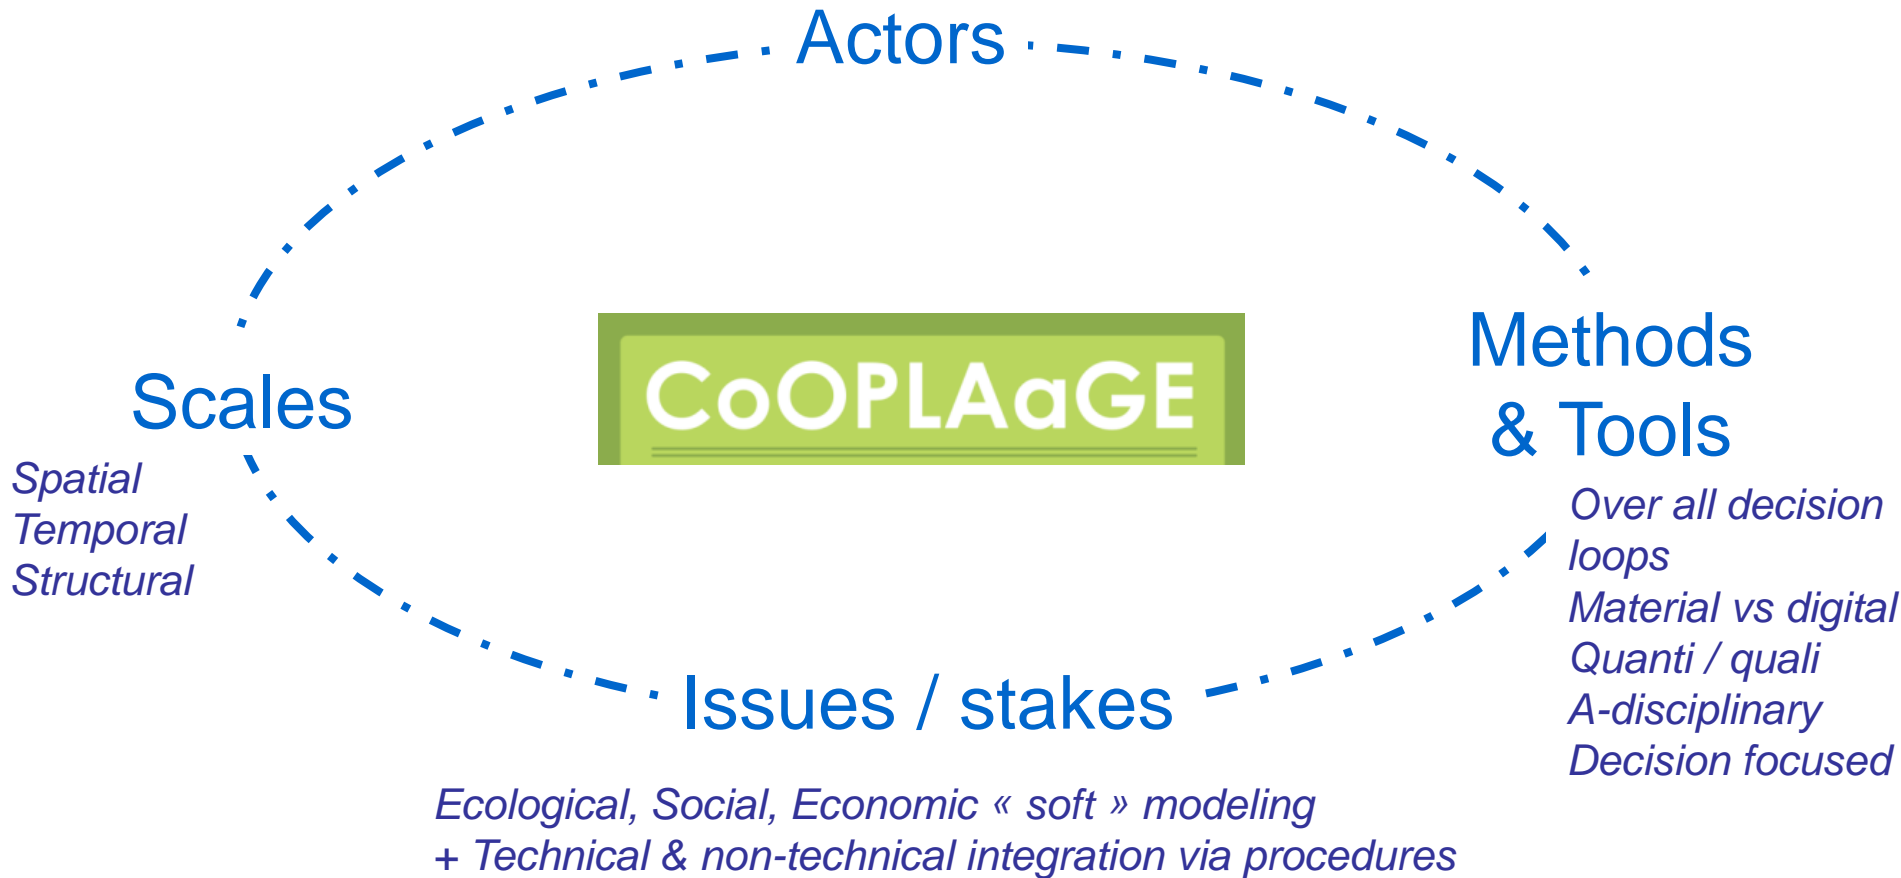 Actors
Scales
Spatial
Temporal
Structural
CoOPLAaGE
Methods
& Tools
Over all decision
loops
Material vs digital
Quanti / quali
A-disciplinary
Decision focused
Issues / stakes
Ecological, Social, Economic « soft » modeling
+ Technical & non-technical integration via procedures